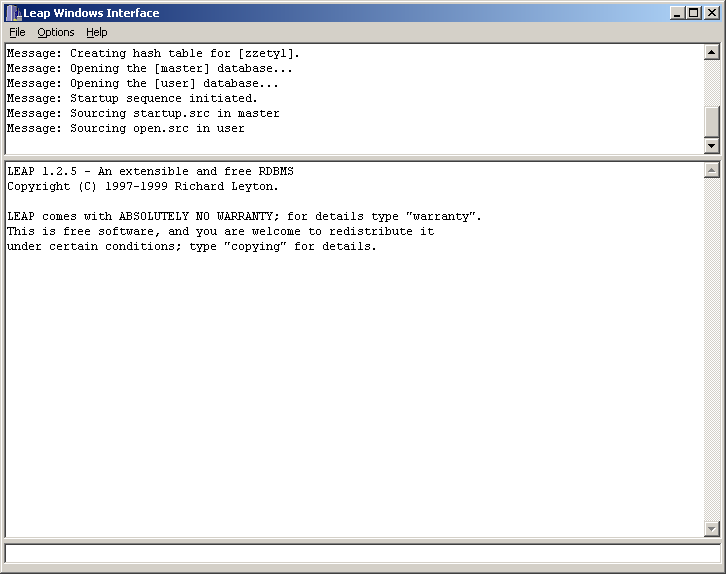 Leap Windows Interface
File Options Help
Message: Creating hash table for [zzetyl].
Message: Opening the [master] database...
Message: Opening the [user] database...
Message: Startup sequence initiated.
Message: Sourcing startup.src in master
Message: Sourcing open.src in user
LEAP 1.2.5 - An extensible and free RDBMS
Copyright (C) 1997-1999 Richard Leyton.
LEAP comes with ABSOLUTELY NO WARRANTY; for details type "warranty".
This is free software, and you are welcome to redistribute it
under certain conditions; type "copying" for details.